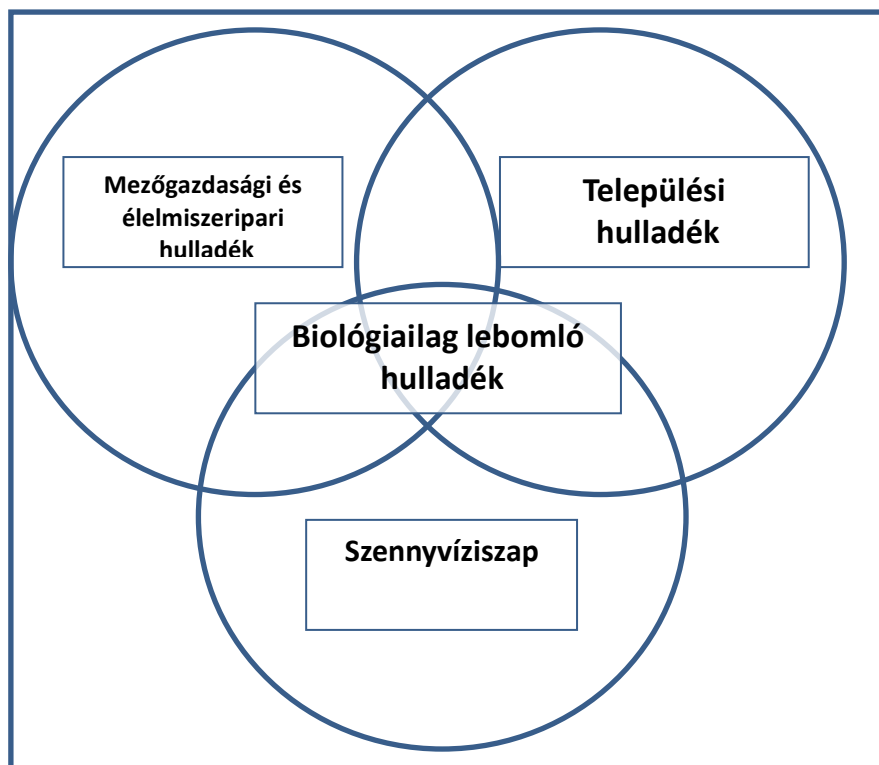 Mezőgazdasági és
élelmiszeripari
hulladék
Települési
hulladék
Biológiailag lebomló
hulladék
Szennyvíziszap